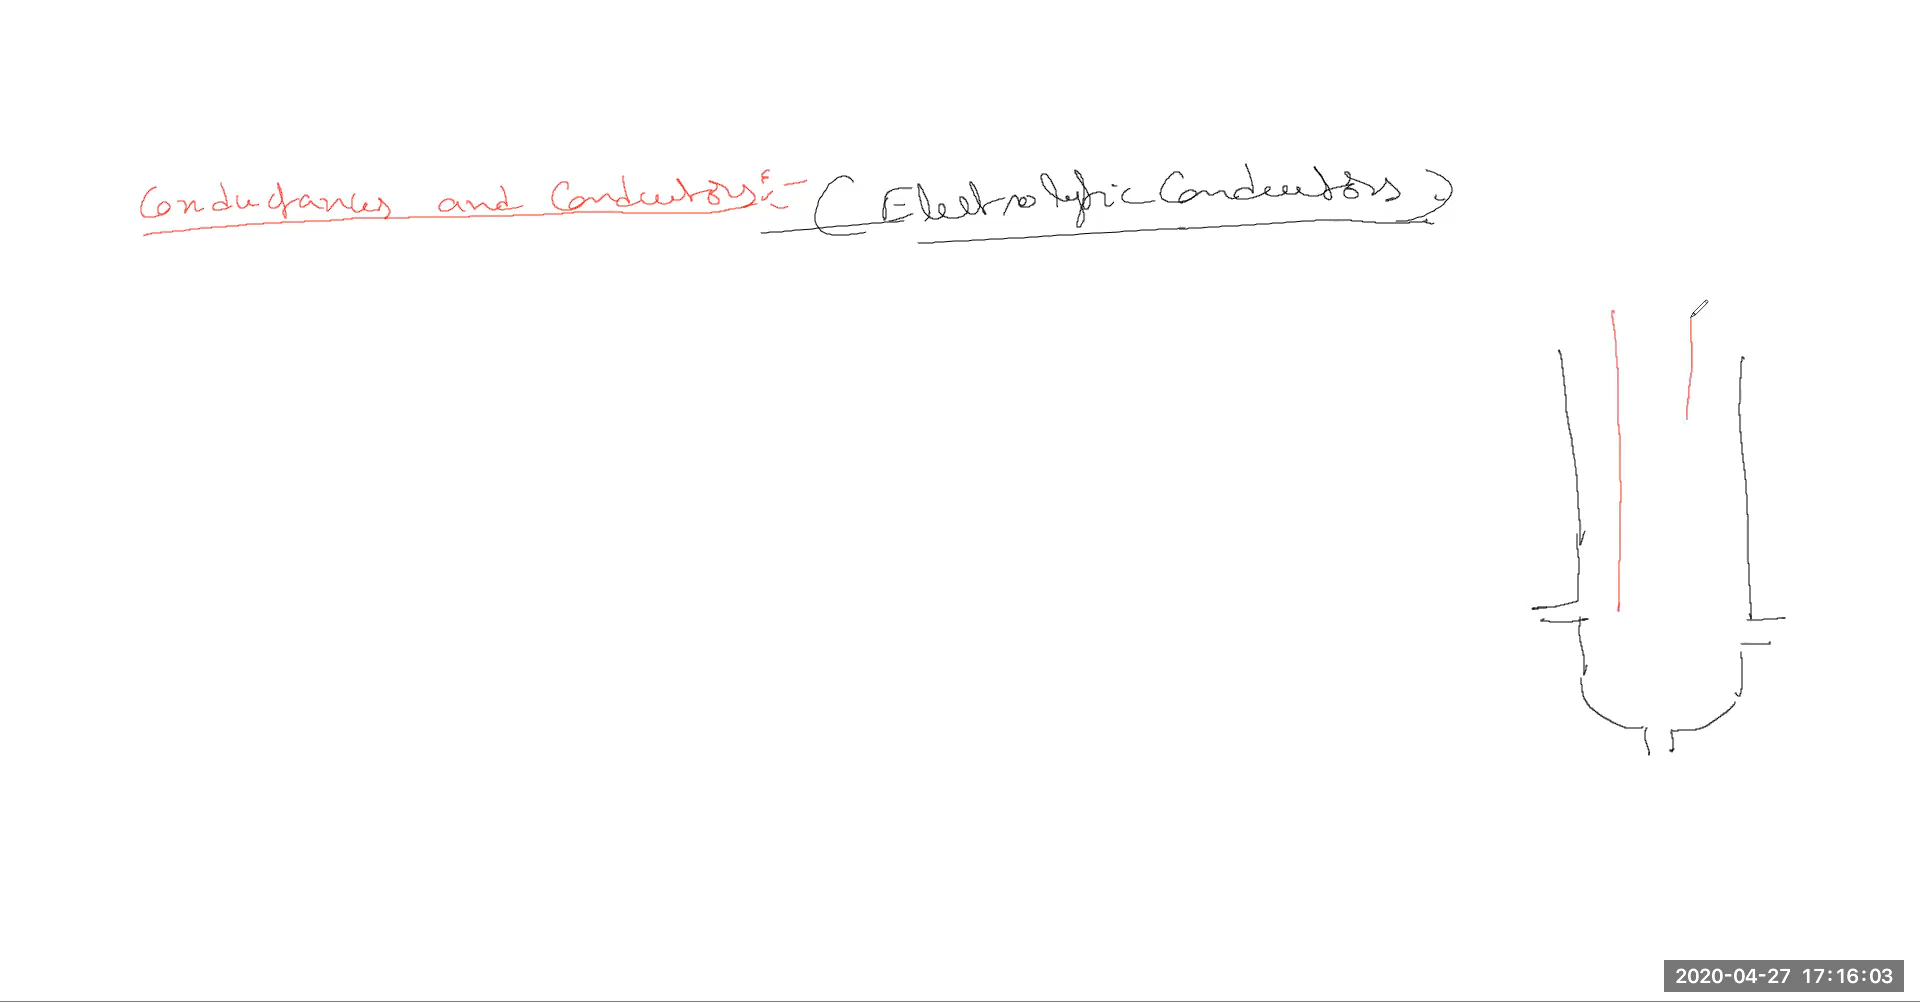 Conductances and Conductors:- (Electrolytic Conductors)
2020-04-27 17:16:03